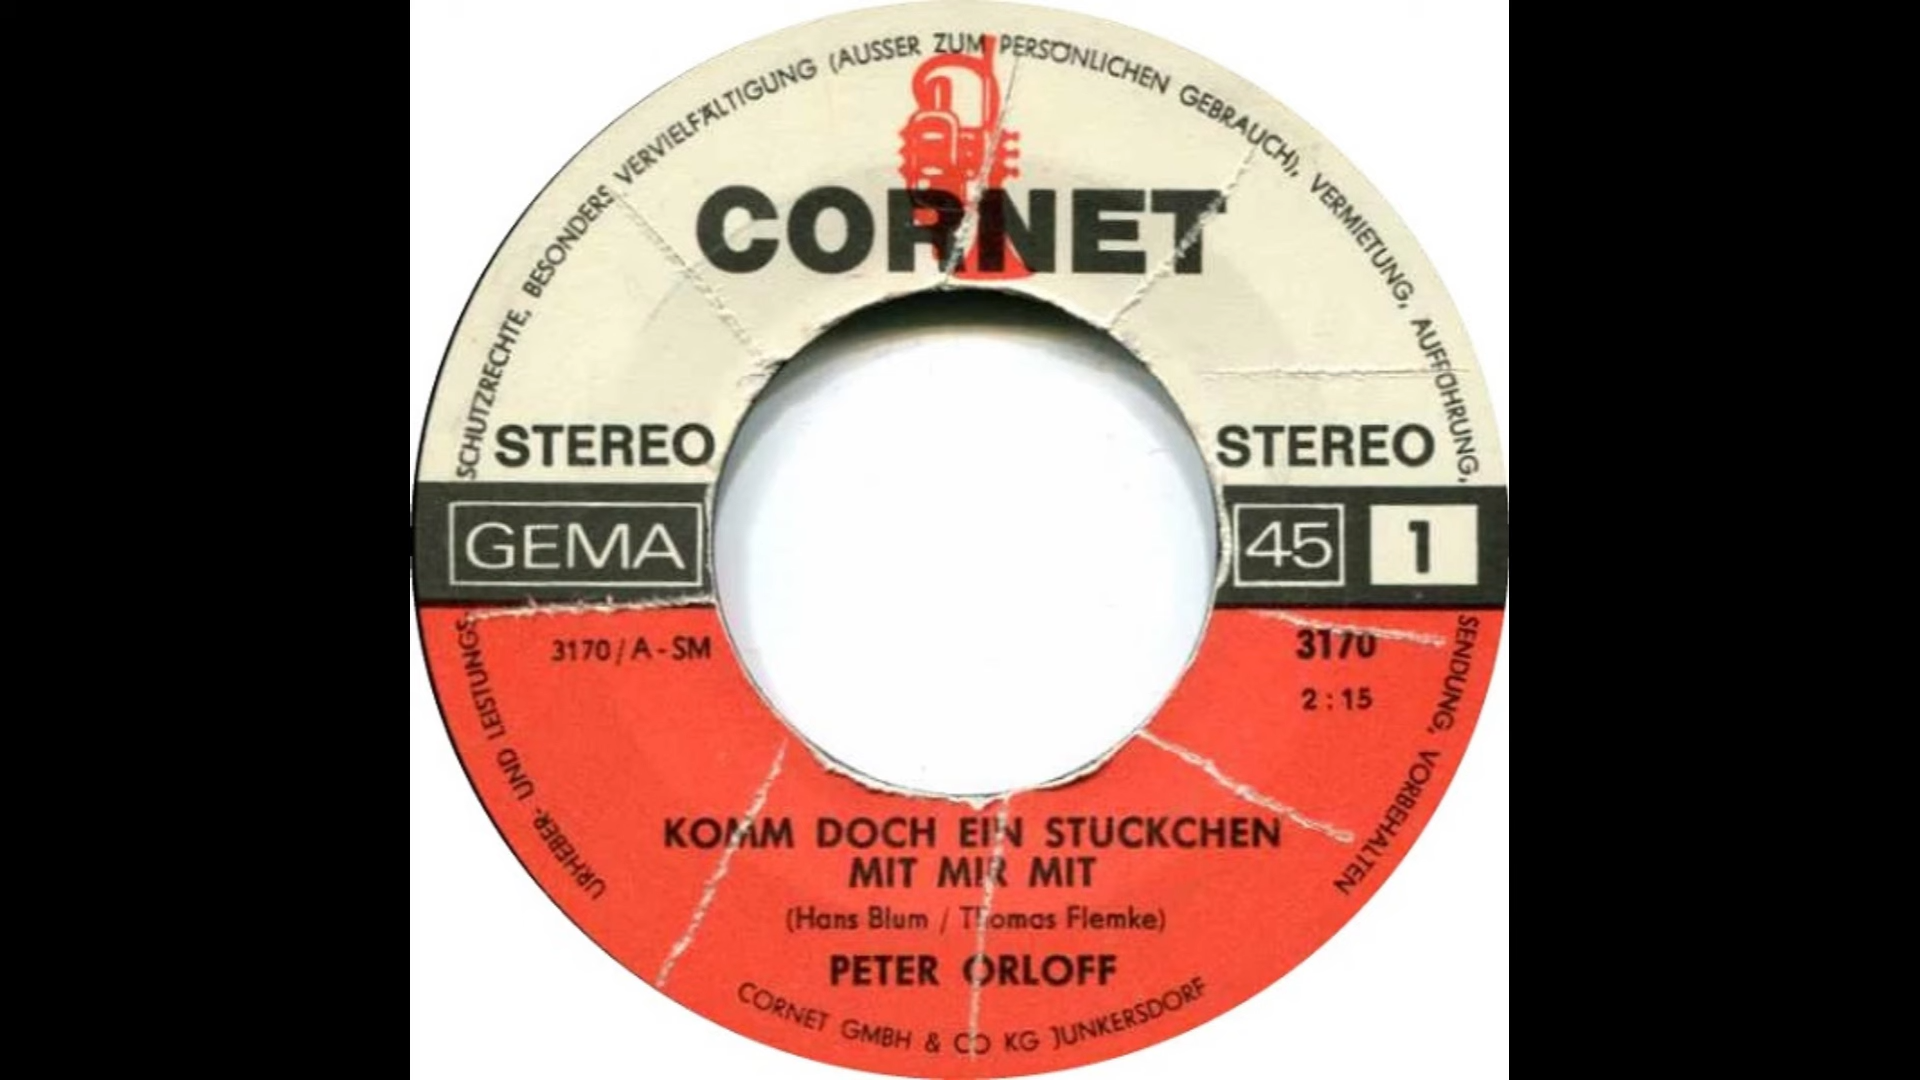 URHEBER- UND LEISTUNGS-SCHUTZRECHTE, BESONDERS VERVIELFÄLTIGUNG (AUSSER ZUM PERSÖNLICHEN GEBRAUCH), VERMIETUNG, AUFFÜHRUNG, SENDUNG, VORBEHALTEN
CORNET
STEREO STEREO
GEMA 45 1
3170/A-SM 3170
2:15
KOMM DOCH EIN STUCKCHEN
MIT MIR MIT
(Hans Blum / Thomas Flemke)
PETER ORLOFF
CORNET GMBH & CO KG JUNKERSDORF